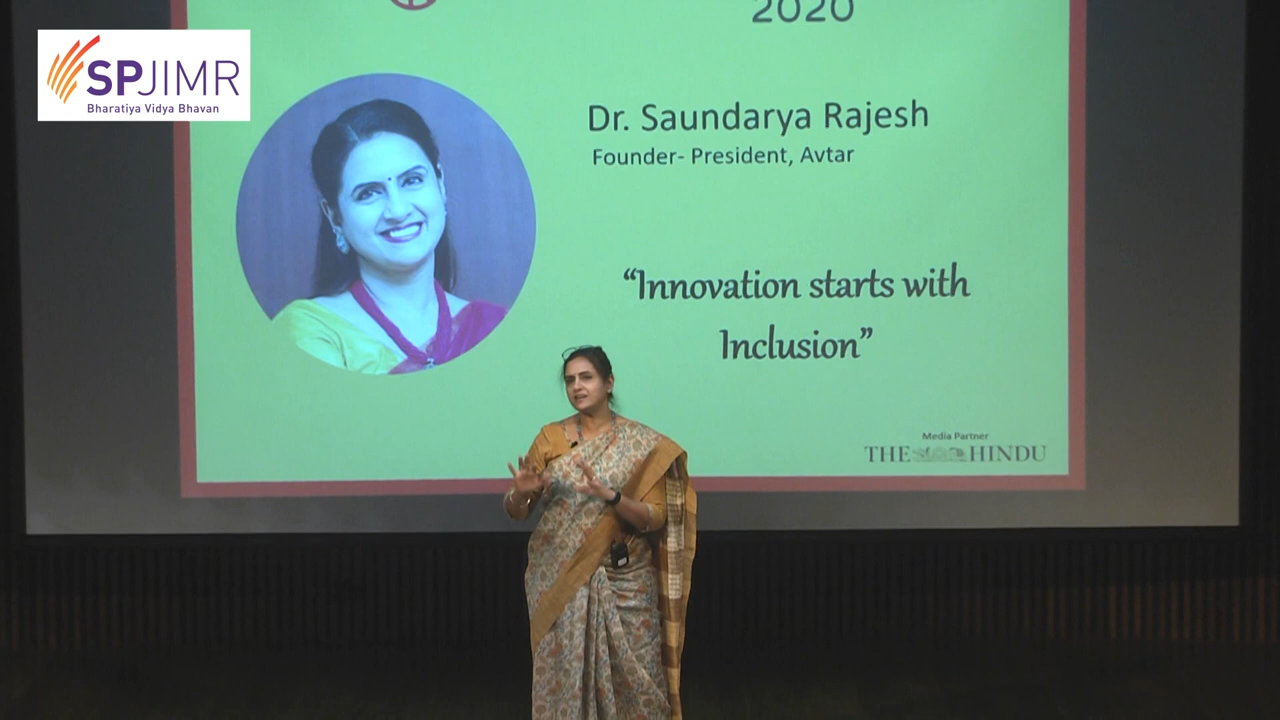 SPJIMR
Bharatiya Vidya Bhavan
2020
Dr. Saundarya Rajesh
Founder- President, Avtar
“Innovation starts with
Inclusion”
Media Partner
THE HINDU